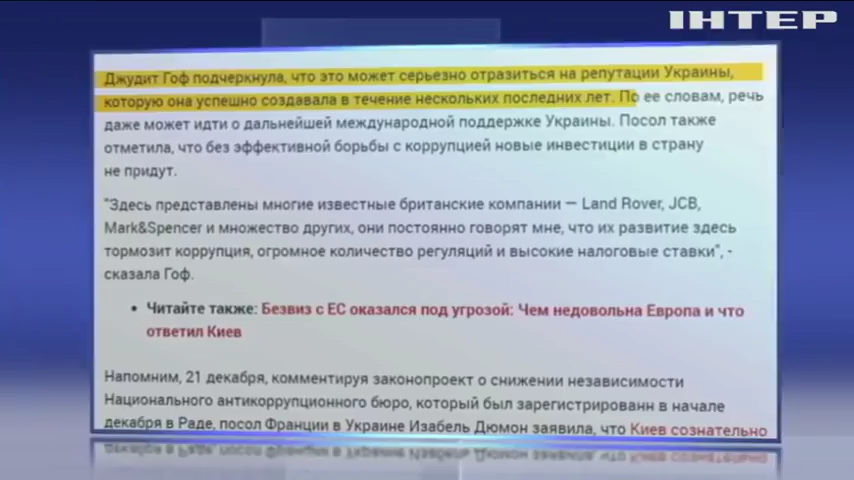 ІНТЕР
Джудит Гоф подчеркнула, что это может серьезно отразиться на репутации Украины,
которую она успешно создавала в течение нескольких последних лет. По ее словам, речь
даже может идти о дальнейшей международной поддержке Украины. Посол также
отметила, что без эффективной борьбы с коррупцией новые инвестиции в страну
не придут.
"Здесь представлены многие известные британские компании — Land Rover, JCB,
Mark&Spencer и множество других, они постоянно говорят мне, что их развитие здесь
тормозит коррупция, огромное количество регуляций и высокие налоговые ставки", -
сказала Гоф.
• Читайте также: Безвиз с ЕС оказался под угрозой: Чем недовольна Европа и что
ответил Киев
Напомним, 21 декабря, комментируя законопроект о снижении независимости
Национального антикоррупционного бюро, который был зарегистрированн в начале
декабря в Раде, посол Франции в Украине Изабель Дюмон заявила, что Киев сознательно